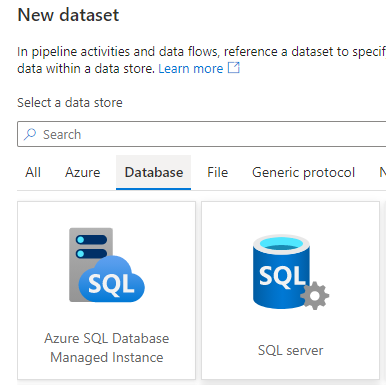 New dataset
In pipeline activities and data flows, reference a dataset to specif
data within a data store. Learn more
Select a data store
Search
All Azure Database File Generic protocol N
SQL SQL
Azure SQL Database
Managed Instance
SQL server